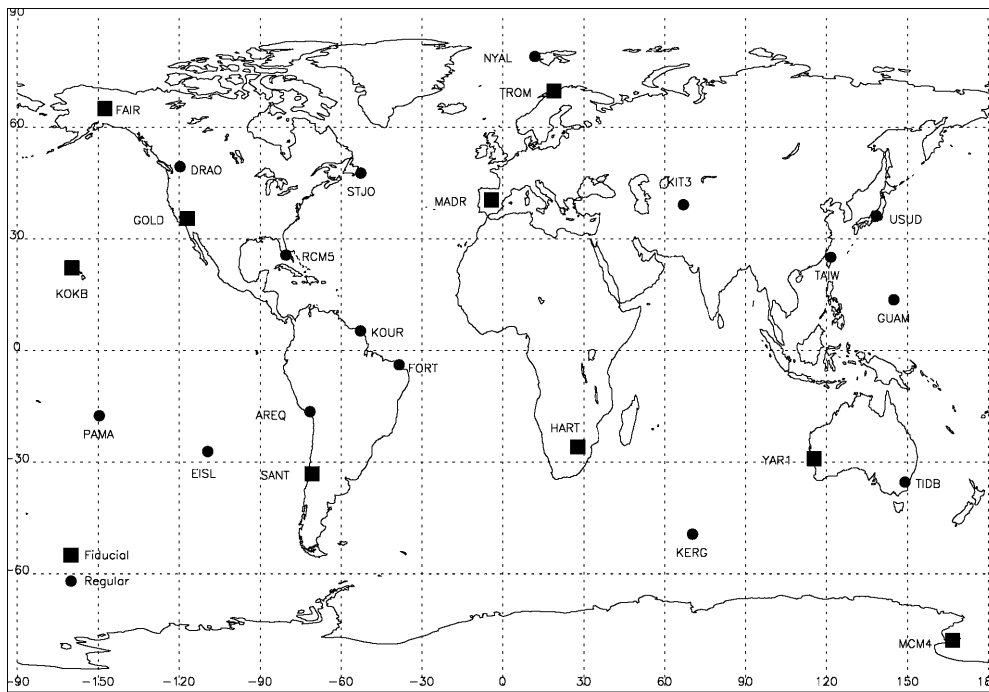 90
NYAL
TROM
FAIR
60
DRAO
STJO
KIT3
MADR
GOLD
USUD
30
RCM5
TAIW
KOKB
GUAM
KOUR
0
FORT
AREQ
PAMA
HART
EISL
SANT
YAR1
-30
TIDB
KERG
Fiducial
-60
Regular
MCM4
-90 -150 -120 -90 -60 -30 0 30 60 90 120 150 18